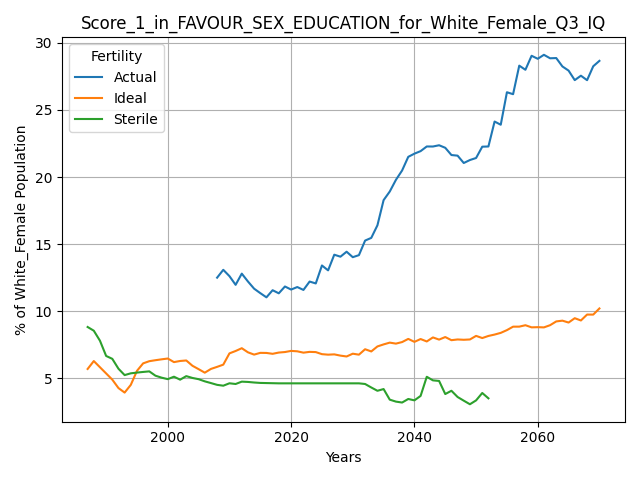 Score_1_in_FAVOUR_SEX_EDUCATION_for_White_Female_Q3_IQ
Fertility
Actual
Ideal
Sterile
% of White_Female Population
30
25
20
15
10
5
2000
2020
2040
2060
Years